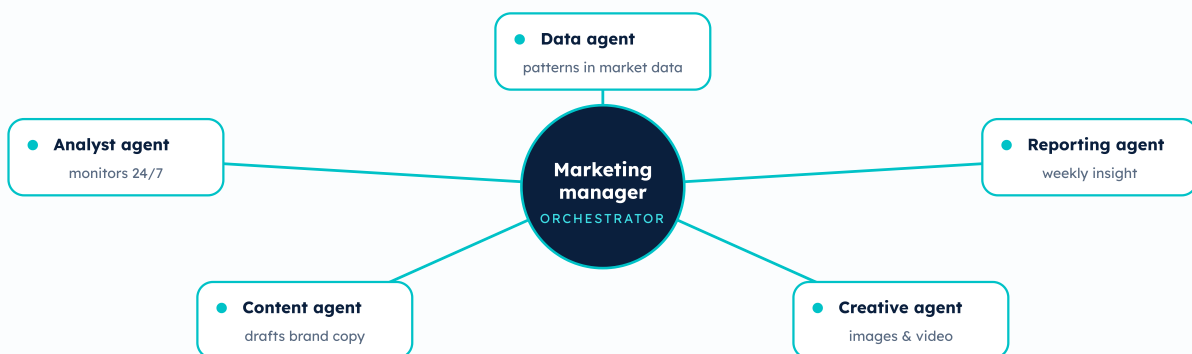 Data agent
patterns in market data
Analyst agent
monitors 24/7
Marketing
manager
ORCHESTRATOR
Reporting agent
weekly insight
Content agent
drafts brand copy
Creative agent
images & video